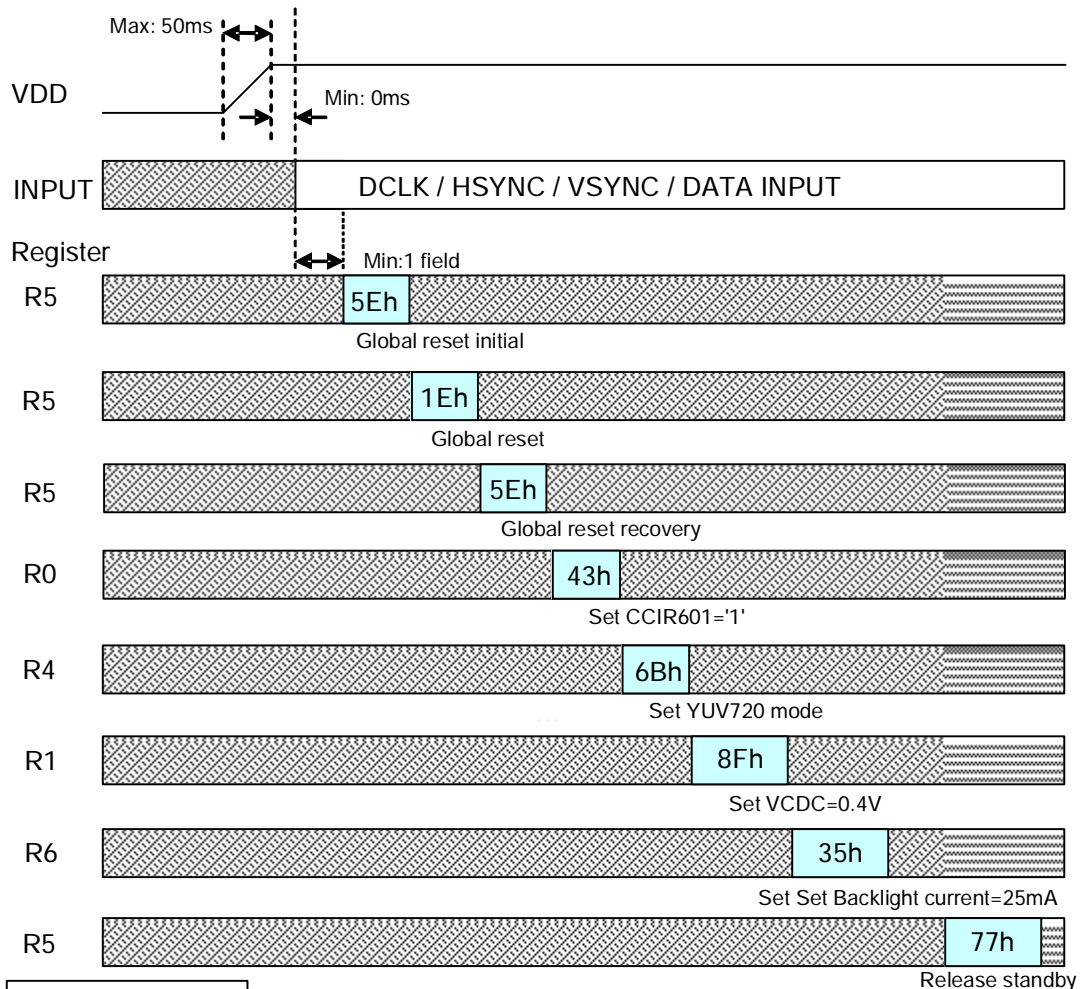 Max: 50ms
VDD
Min: 0ms
INPUT
DCLK / HSYNC / VSYNC / DATA INPUT
Register
Min:1 field
R5
5Eh
Global reset initial
R5
1Eh
Global reset
R5
5Eh
Global reset recovery
R0
43h
Set CCIR601='1'
R4
6Bh
Set YUV720 mode
...
R1
8Fh
Set VCDC=0.4V
R6
35h
Set Set Backlight current=25mA
R5
77h
Release standby